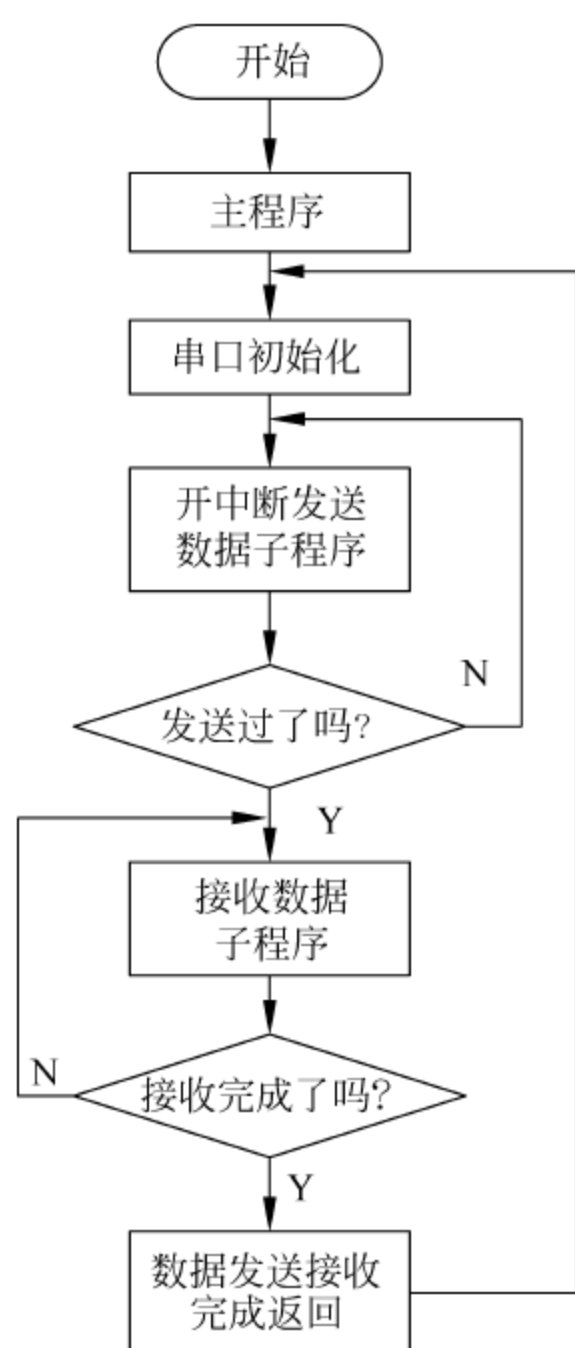 开始
主程序
串口初始化
开中断发送
数据子程序
N
发送过了吗?
Y
接收数据
子程序
N
接收完成了吗?
Y
数据发送接收
完成返回